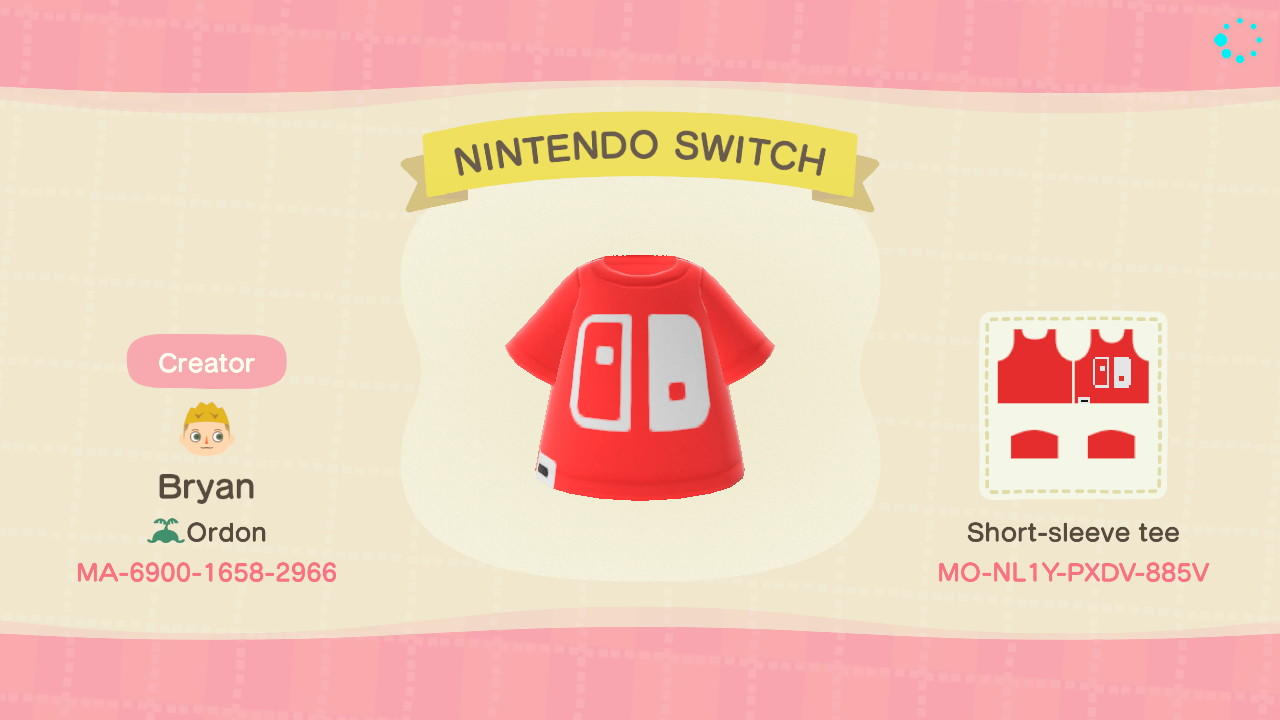 NINTENDO SWITCH
Creator
Bryan
Ordon
MA-6900-1658-2966
Short-sleeve tee
MO-NL1Y-PXDV-885V